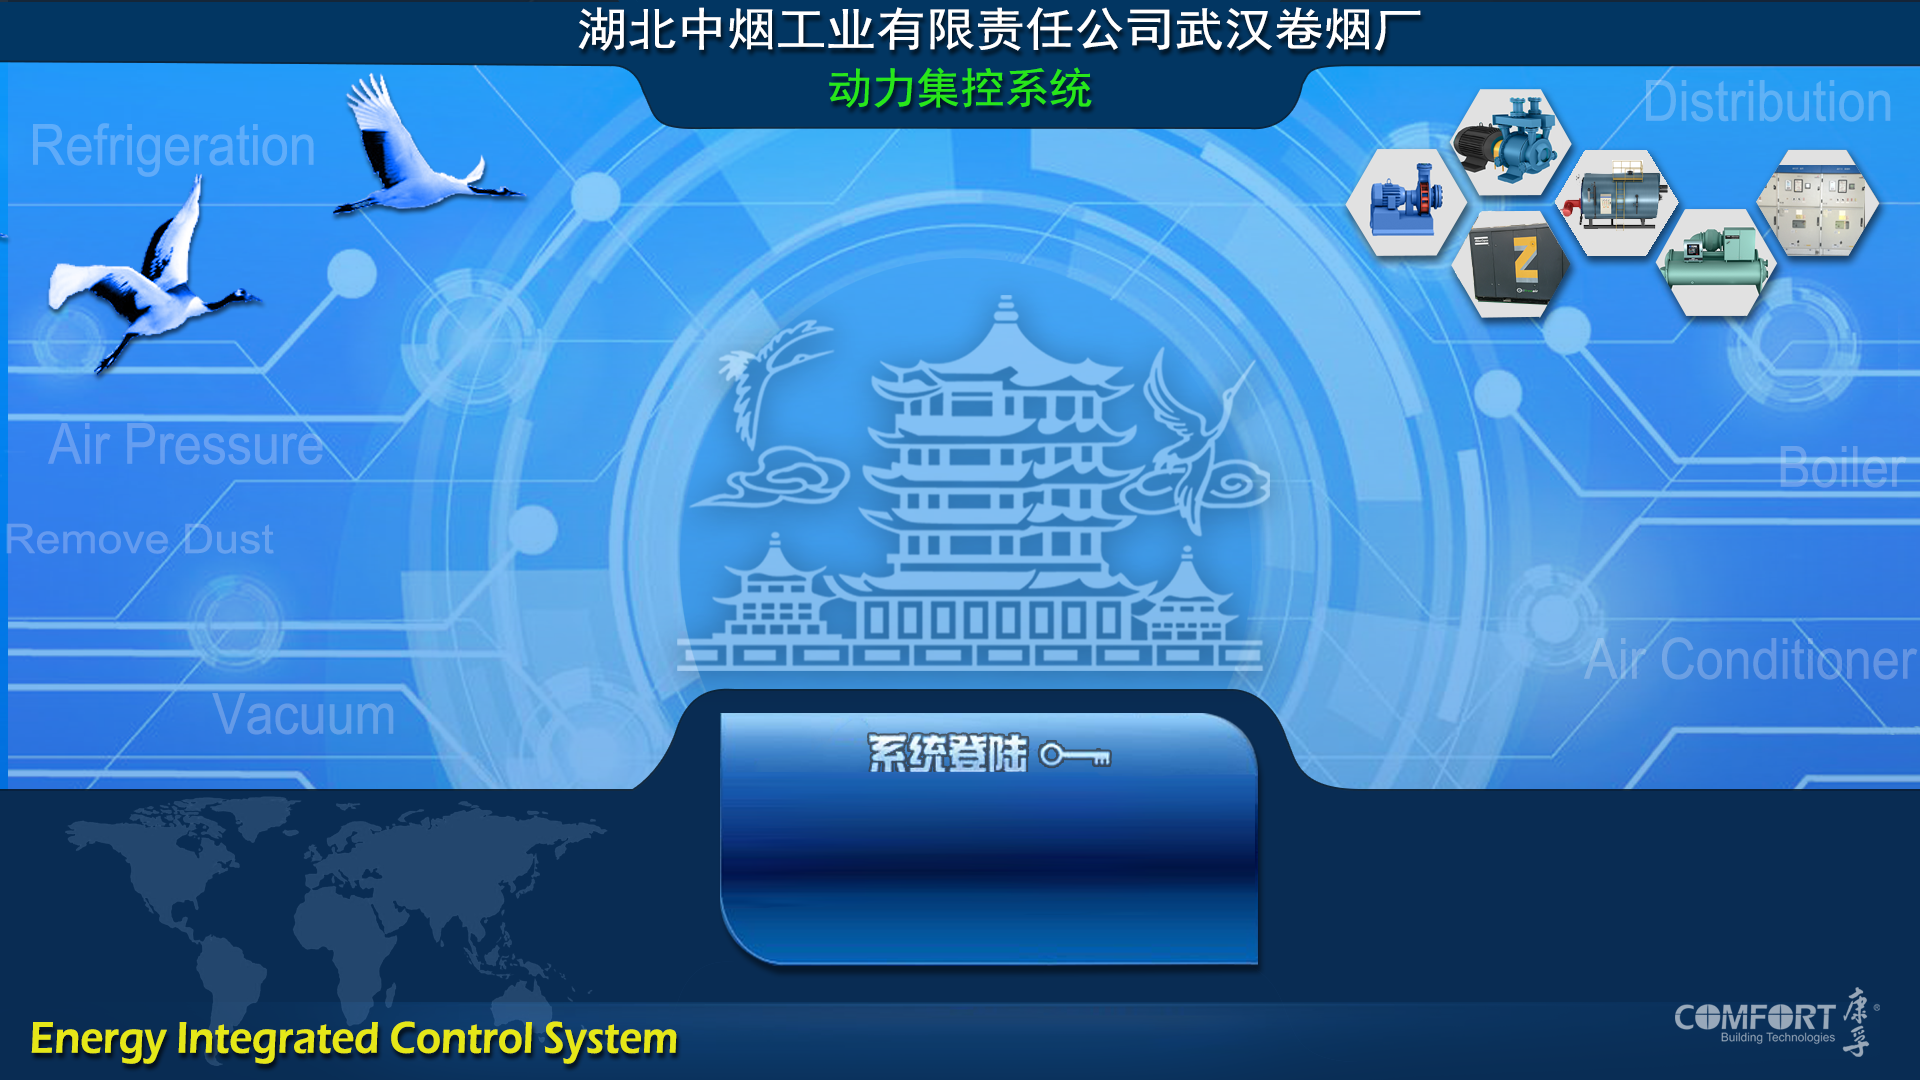 湖北中烟工业有限责任公司武汉卷烟厂
动力集控系统
Refrigeration
Distribution
Air Pressure
Boiler
Remove Dust
Air Conditioner
Vacuum
系统登陆
Energy Integrated Control System
COMFORT 康孚 ®
Building Technologies